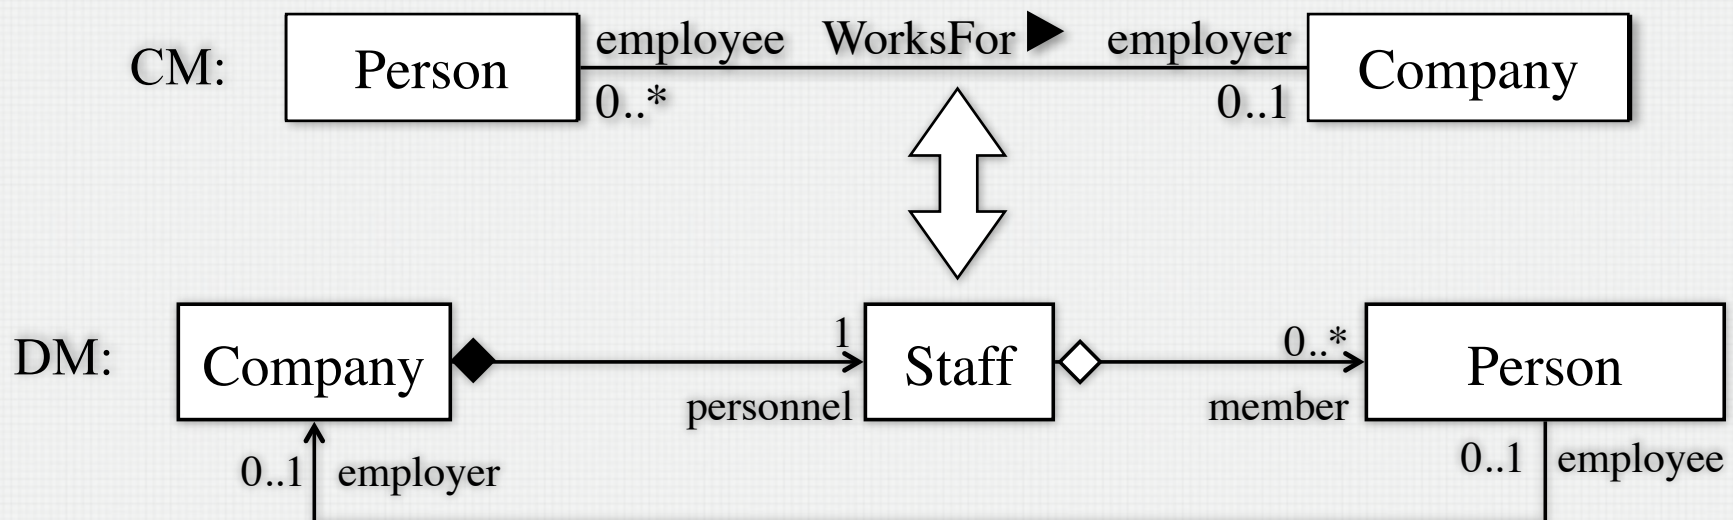 CM:
Person
employee
WorksFor
employer
0..*
0..1
Company
DM:
Company
1
personnel
Staff
0..*
member
Person
0..1
employer
0..1
employee